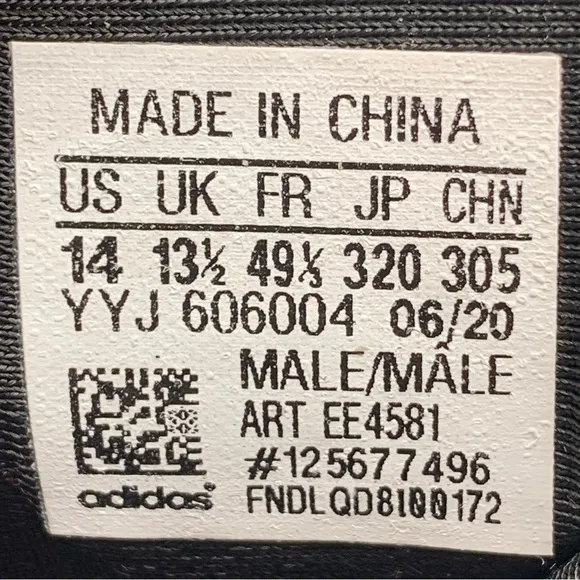 MADE IN CHINA
US UK FR JP CHN
14 13½ 49⅓ 320 305
YYJ 606004 06/20
MALE/MÂLE
ART EE4581
#125677496
adidas® FNDLQD8I00172